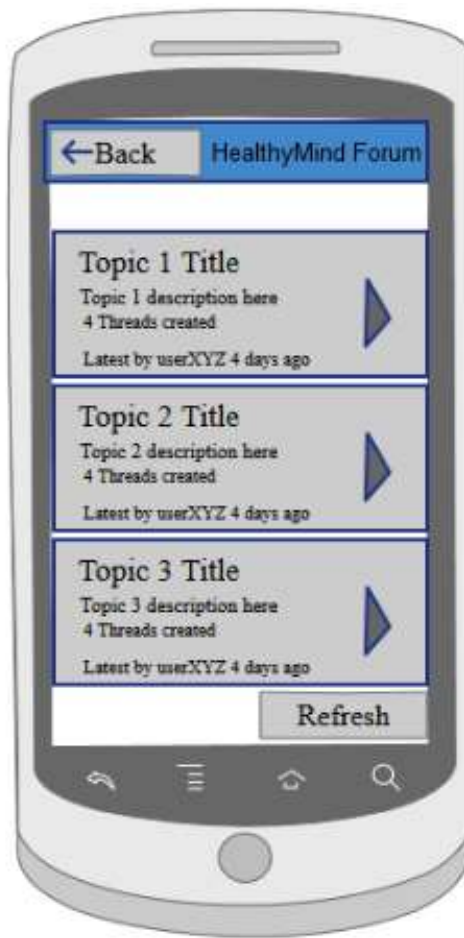 ←Back
HealthyMind Forum
Topic 1 Title
Topic 1 description here
4 Threads created
Latest by userXYZ 4 days ago
Topic 2 Title
Topic 2 description here
4 Threads created
Latest by userXYZ 4 days ago
Topic 3 Title
Topic 3 description here
4 Threads created
Latest by userXYZ 4 days ago
Refresh